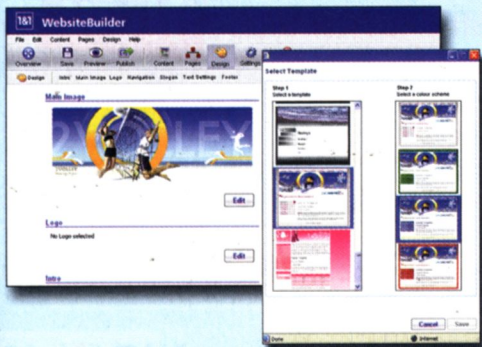 1&1 WebsiteBuilder
File Edit Content Pages Design Help
Overview Save Preview Publish Content Pages Design Settings
Design Intro Main Image Logo Navigation Slogan Text Settings Footer
Main Image
Edit
Logo
No Logo selected
Edit
Intro
Select Template
Step 1
Select a template
Step 2
Select a colour scheme
Cancel Save
Done Internet